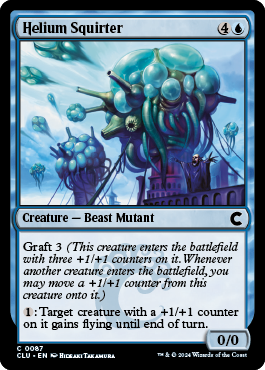 Helium Squirter 4
Creature — Beast Mutant
Graft 3 (This creature enters the battlefield
with three +1/+1 counters on it. Whenever
another creature enters the battlefield, you
may move a +1/+1 counter from this
creature onto it.)
1: Target creature with a +1/+1 counter
on it gains flying until end of turn.
0/0
C 0087
CLU • EN HIDEAKI TAKAMURA
™ & © 2024 Wizards of the Coast